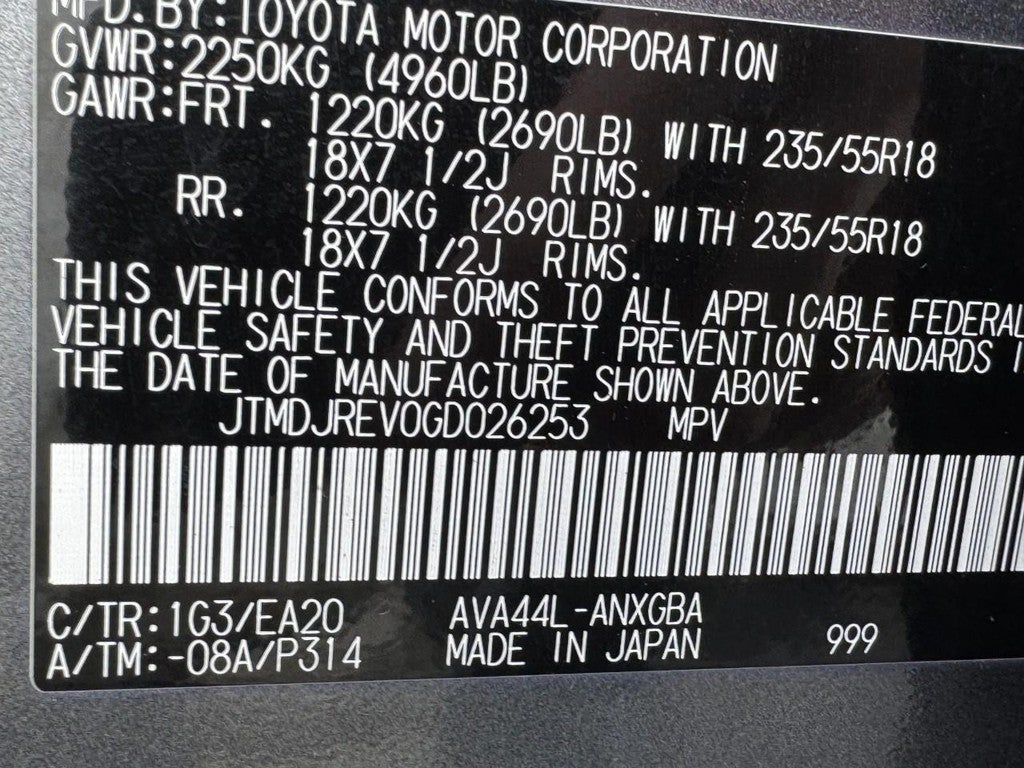 MFD.BY:TOYOTA MOTOR CORPORATION
GVWR:2250KG (4960LB)
GAWR:FRT. 1220KG (2690LB) WITH 235/55R18
18X7 1/2J RIMS.
RR. 1220KG (2690LB) WITH 235/55R18
18X7 1/2J RIMS.
THIS VEHICLE CONFORMS TO ALL APPLICABLE FEDERAL
VEHICLE SAFETY AND THEFT PREVENTION STANDARDS
THE DATE OF MANUFACTURE SHOWN ABOVE.
JTMDJREV0GD026253 MPV
C/TR:1G3/EA20 AVA44L-ANXGBA
A/TM:-08A/P314 MADE IN JAPAN 999